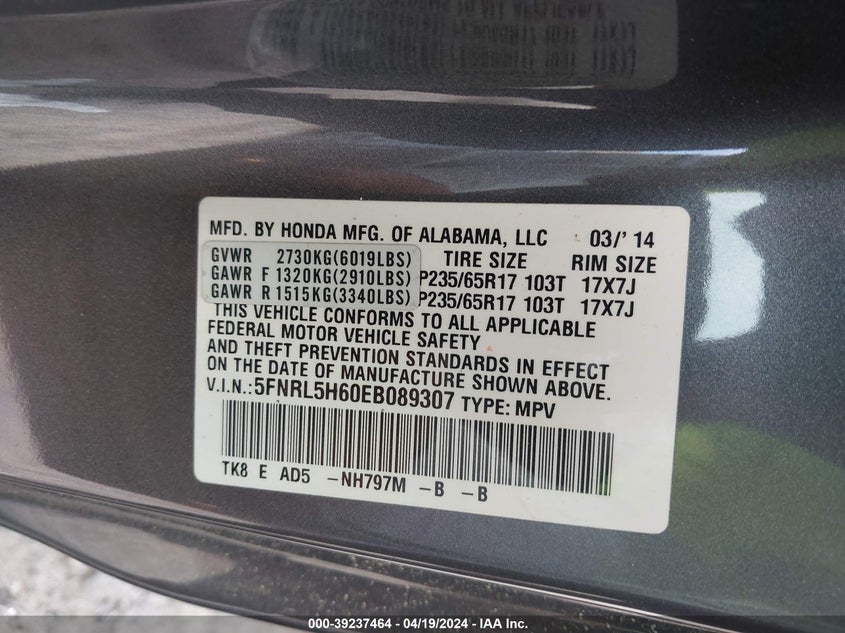 MFD. BY HONDA MFG. OF ALABAMA, LLC 03/' 14
GVWR 2730KG(6019LBS) TIRE SIZE RIM SIZE
GAWR F 1320KG(2910LBS) P235/65R17 103T 17X7J
GAWR R 1515KG(3340LBS) P235/65R17 103T 17X7J
THIS VEHICLE CONFORMS TO ALL APPLICABLE
FEDERAL MOTOR VEHICLE SAFETY
AND THEFT PREVENTION STANDARDS IN EFFECT
ON THE DATE OF MANUFACTURE SHOWN ABOVE.
V.I.N.: 5FNRL5H60EB089307 TYPE: MPV
TK8 E AD5 -NH797M -B -B
000-39237464 - 04/19/2024 - IAA Inc.